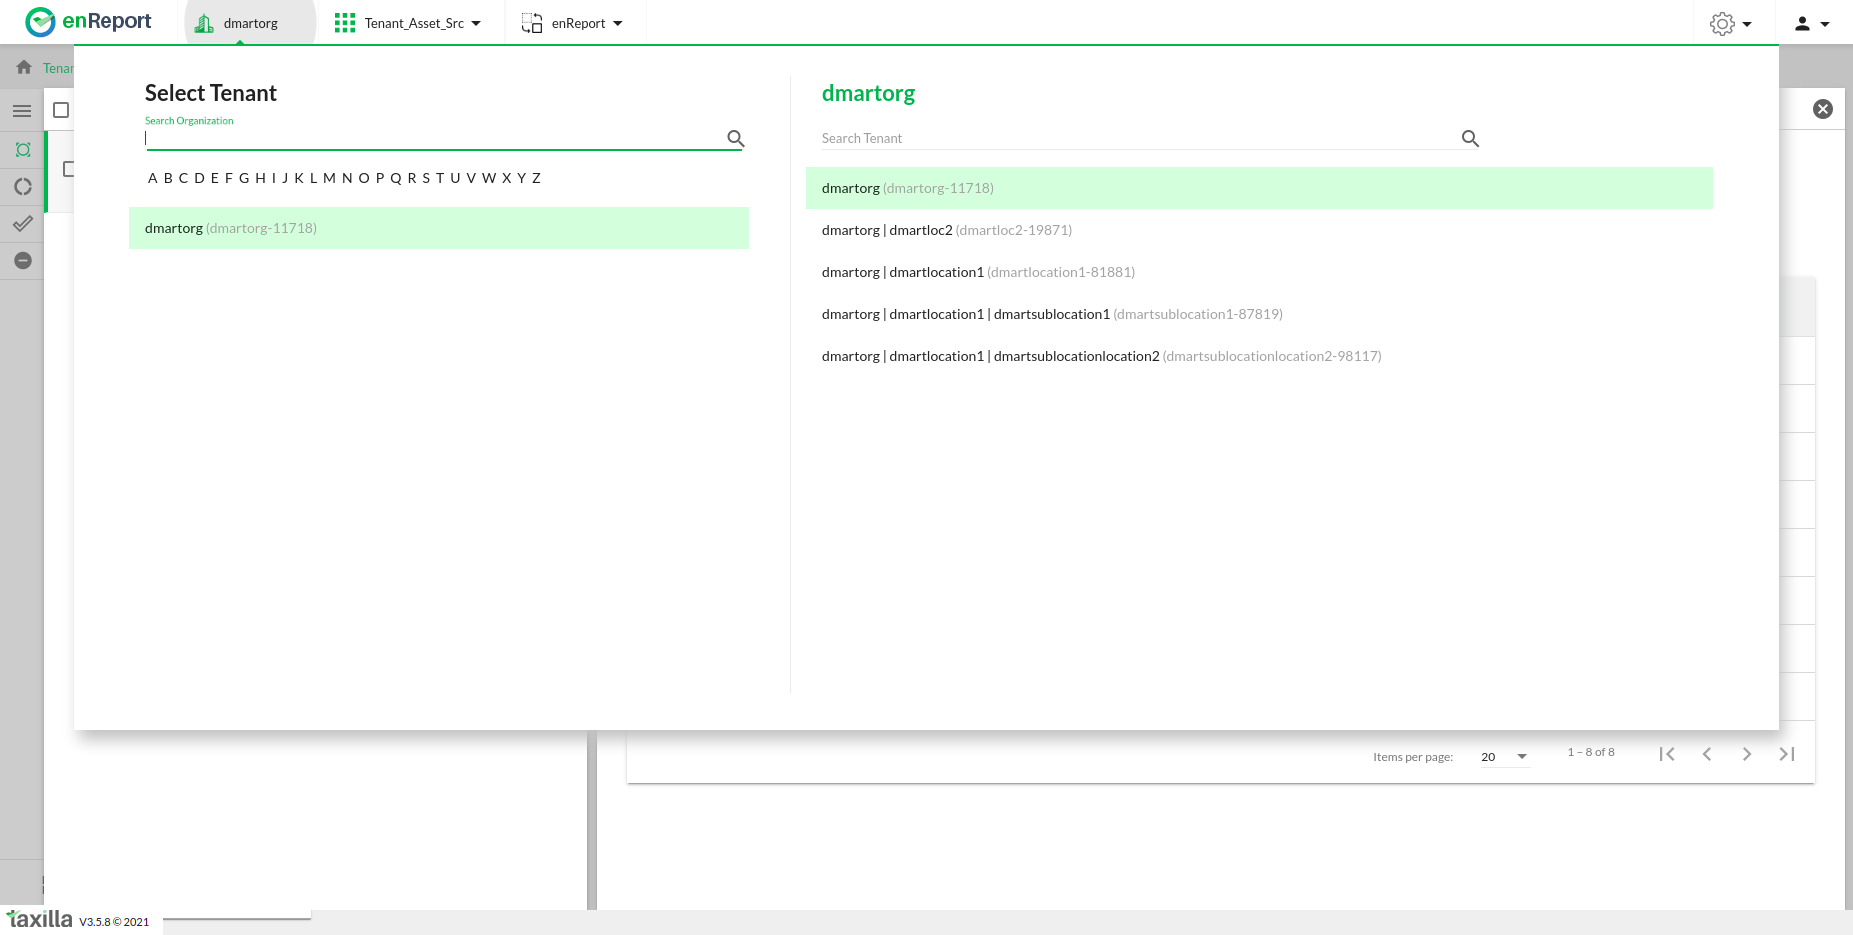 enReport dmartorg Tenant_Asset_Src enReport
Tenan
Select Tenant
Search Organization
A B C D E F G H I J K L M N O P Q R S T U V W X Y Z
dmartorg (dmartorg-11718)
dmartorg
Search Tenant
dmartorg (dmartorg-11718)
dmartorg | dmartloc2 (dmartloc2-19871)
dmartorg | dmartlocation1 (dmartlocation1-81881)
dmartorg | dmartlocation1 | dmartsublocation1 (dmartsublocation1-87819)
dmartorg | dmartlocation1 | dmartsublocationlocation2 (dmartsublocationlocation2-98117)
Items per page: 20 1 – 8 of 8
taxilla V3.5.8 © 2021